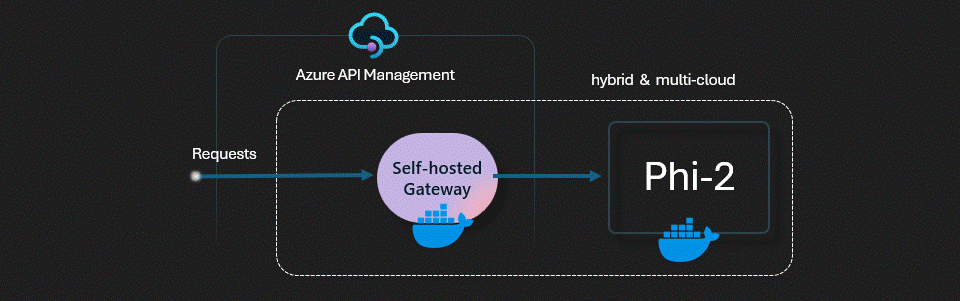 Azure API Management
hybrid & multi-cloud
Requests
Self-hosted
Gateway
Phi-2